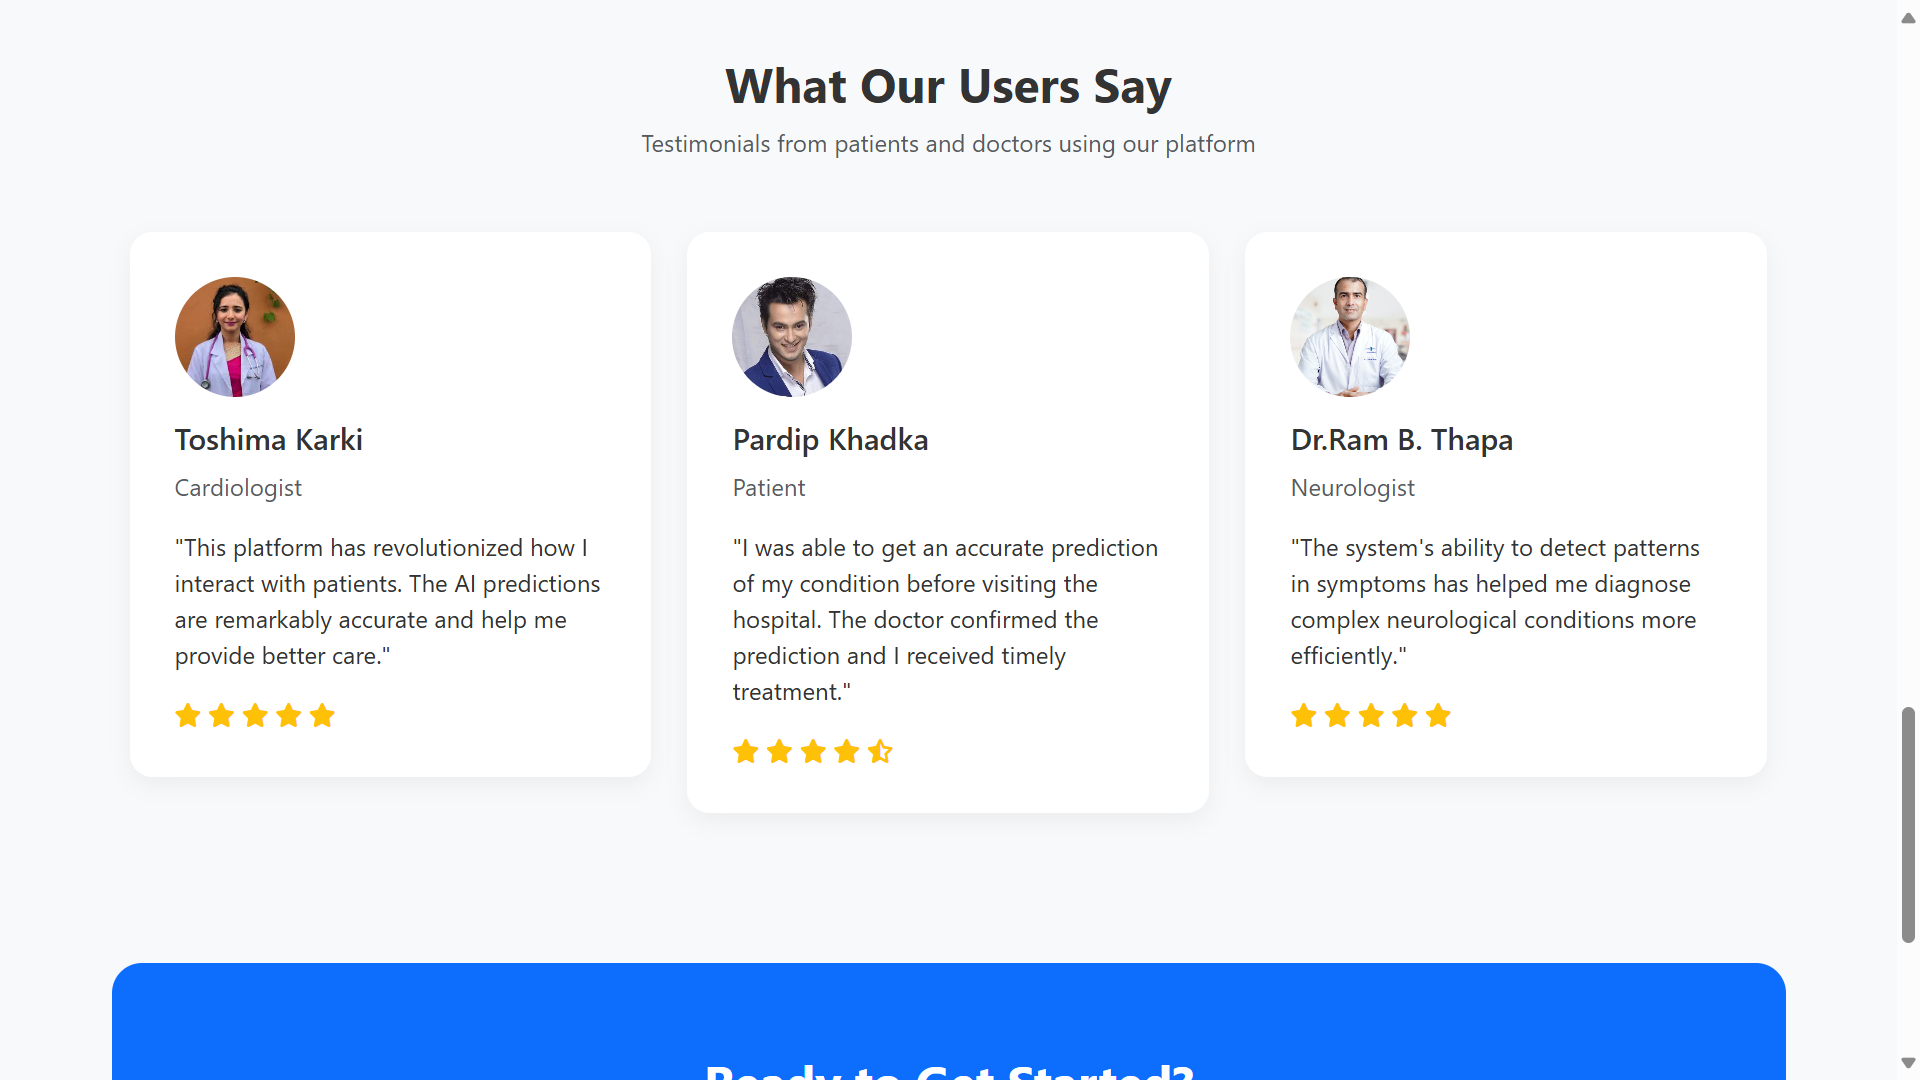 What Our Users Say
Testimonials from patients and doctors using our platform
Toshima Karki
Cardiologist
"This platform has revolutionized how I
interact with patients. The AI predictions
are remarkably accurate and help me
provide better care."
Pardip Khadka
Patient
"I was able to get an accurate prediction
of my condition before visiting the
hospital. The doctor confirmed the
prediction and I received timely
treatment."
Dr.Ram B. Thapa
Neurologist
"The system's ability to detect patterns
in symptoms has helped me diagnose
complex neurological conditions more
efficiently."
Ready to Get Started?